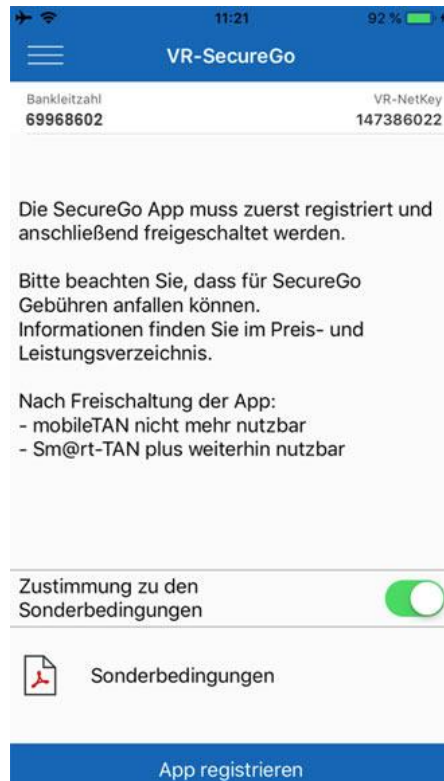 11:21
92 %
VR-SecureGo
Bankleitzahl
VR-NetKey
69968602
147386022
Die SecureGo App muss zuerst registriert und
anschließend freigeschaltet werden.
Bitte beachten Sie, dass für SecureGo
Gebühren anfallen können.
Informationen finden Sie im Preis- und
Leistungsverzeichnis.
Nach Freischaltung der App:
- mobileTAN nicht mehr nutzbar
- Sm@rt-TAN plus weiterhin nutzbar
Zustimmung zu den
Sonderbedingungen
Sonderbedingungen
App registrieren